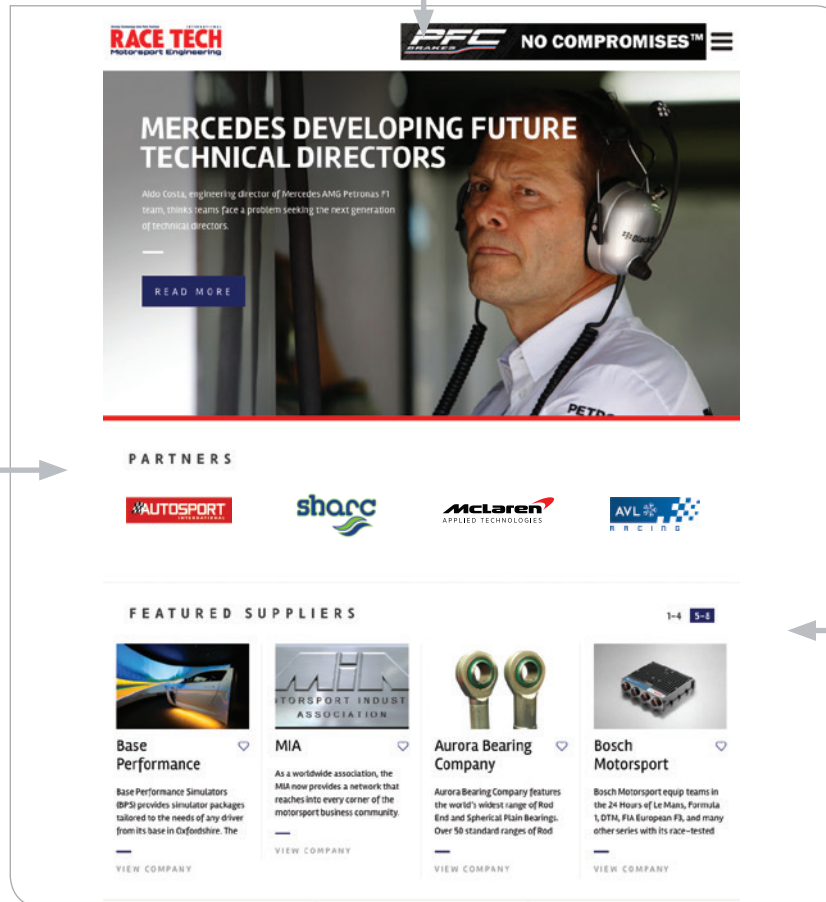 INTERNATIONAL
RACE TECH
Motorsport Engineering
PFC
BRAKES
NO COMPROMISES™
MERCEDES DEVELOPING FUTURE
TECHNICAL DIRECTORS
Aldo Costa, engineering director of Mercedes AMG Petronas F1
team, thinks teams face a problem seeking the next generation
of technical directors.
READ MORE
PETRO
PARTNERS
AUTOSPORT
INTERNATIONAL
sharc
McLaren
APPLIED TECHNOLOGIES
AVL
RACING
FEATURED SUPPLIERS
1-4 5-8
MIA
TORSPORT INDUST
ASSOCIATION
Base
Performance
Base Performance Simulators
(BPS) provides simulator packages
tailored to the needs of any driver
from its base in Oxfordshire. The
VIEW COMPANY
MIA
As a worldwide association, the
MIA now provides a network that
reaches into every corner of the
motorsport business community.
VIEW COMPANY
Aurora Bearing
Company
Aurora Bearing Company features
the world's widest range of Rod
End and Spherical Plain Bearings.
Over 50 standard ranges of Rod
VIEW COMPANY
Bosch
Motorsport
Bosch Motorsport equip teams in
the 24 Hours of Le Mans, Formula
1, DTM, FIA European F3, and many
other series with its race-tested
VIEW COMPANY